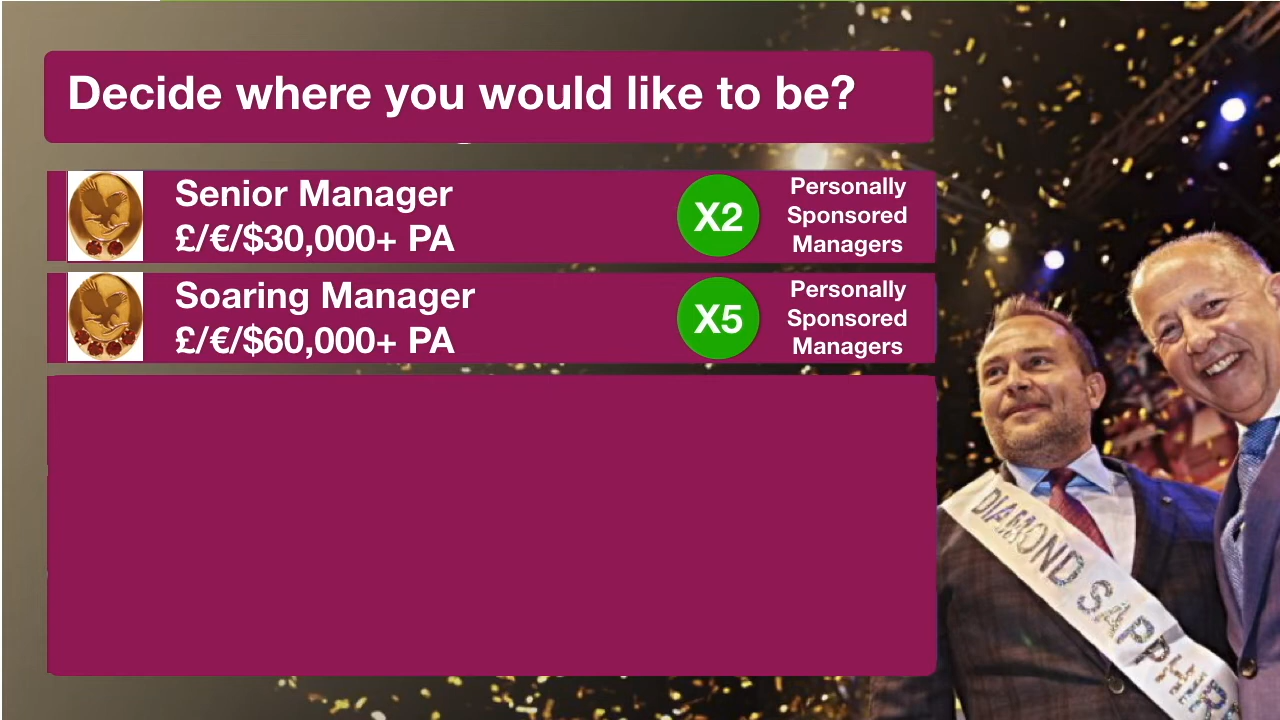 Decide where you would like to be?
Senior Manager
£/€/$30,000+ PA
X2
Personally
Sponsored
Managers
Soaring Manager
£/€/$60,000+ PA
X5
Personally
Sponsored
Managers
DIAMOND SAPPHIR